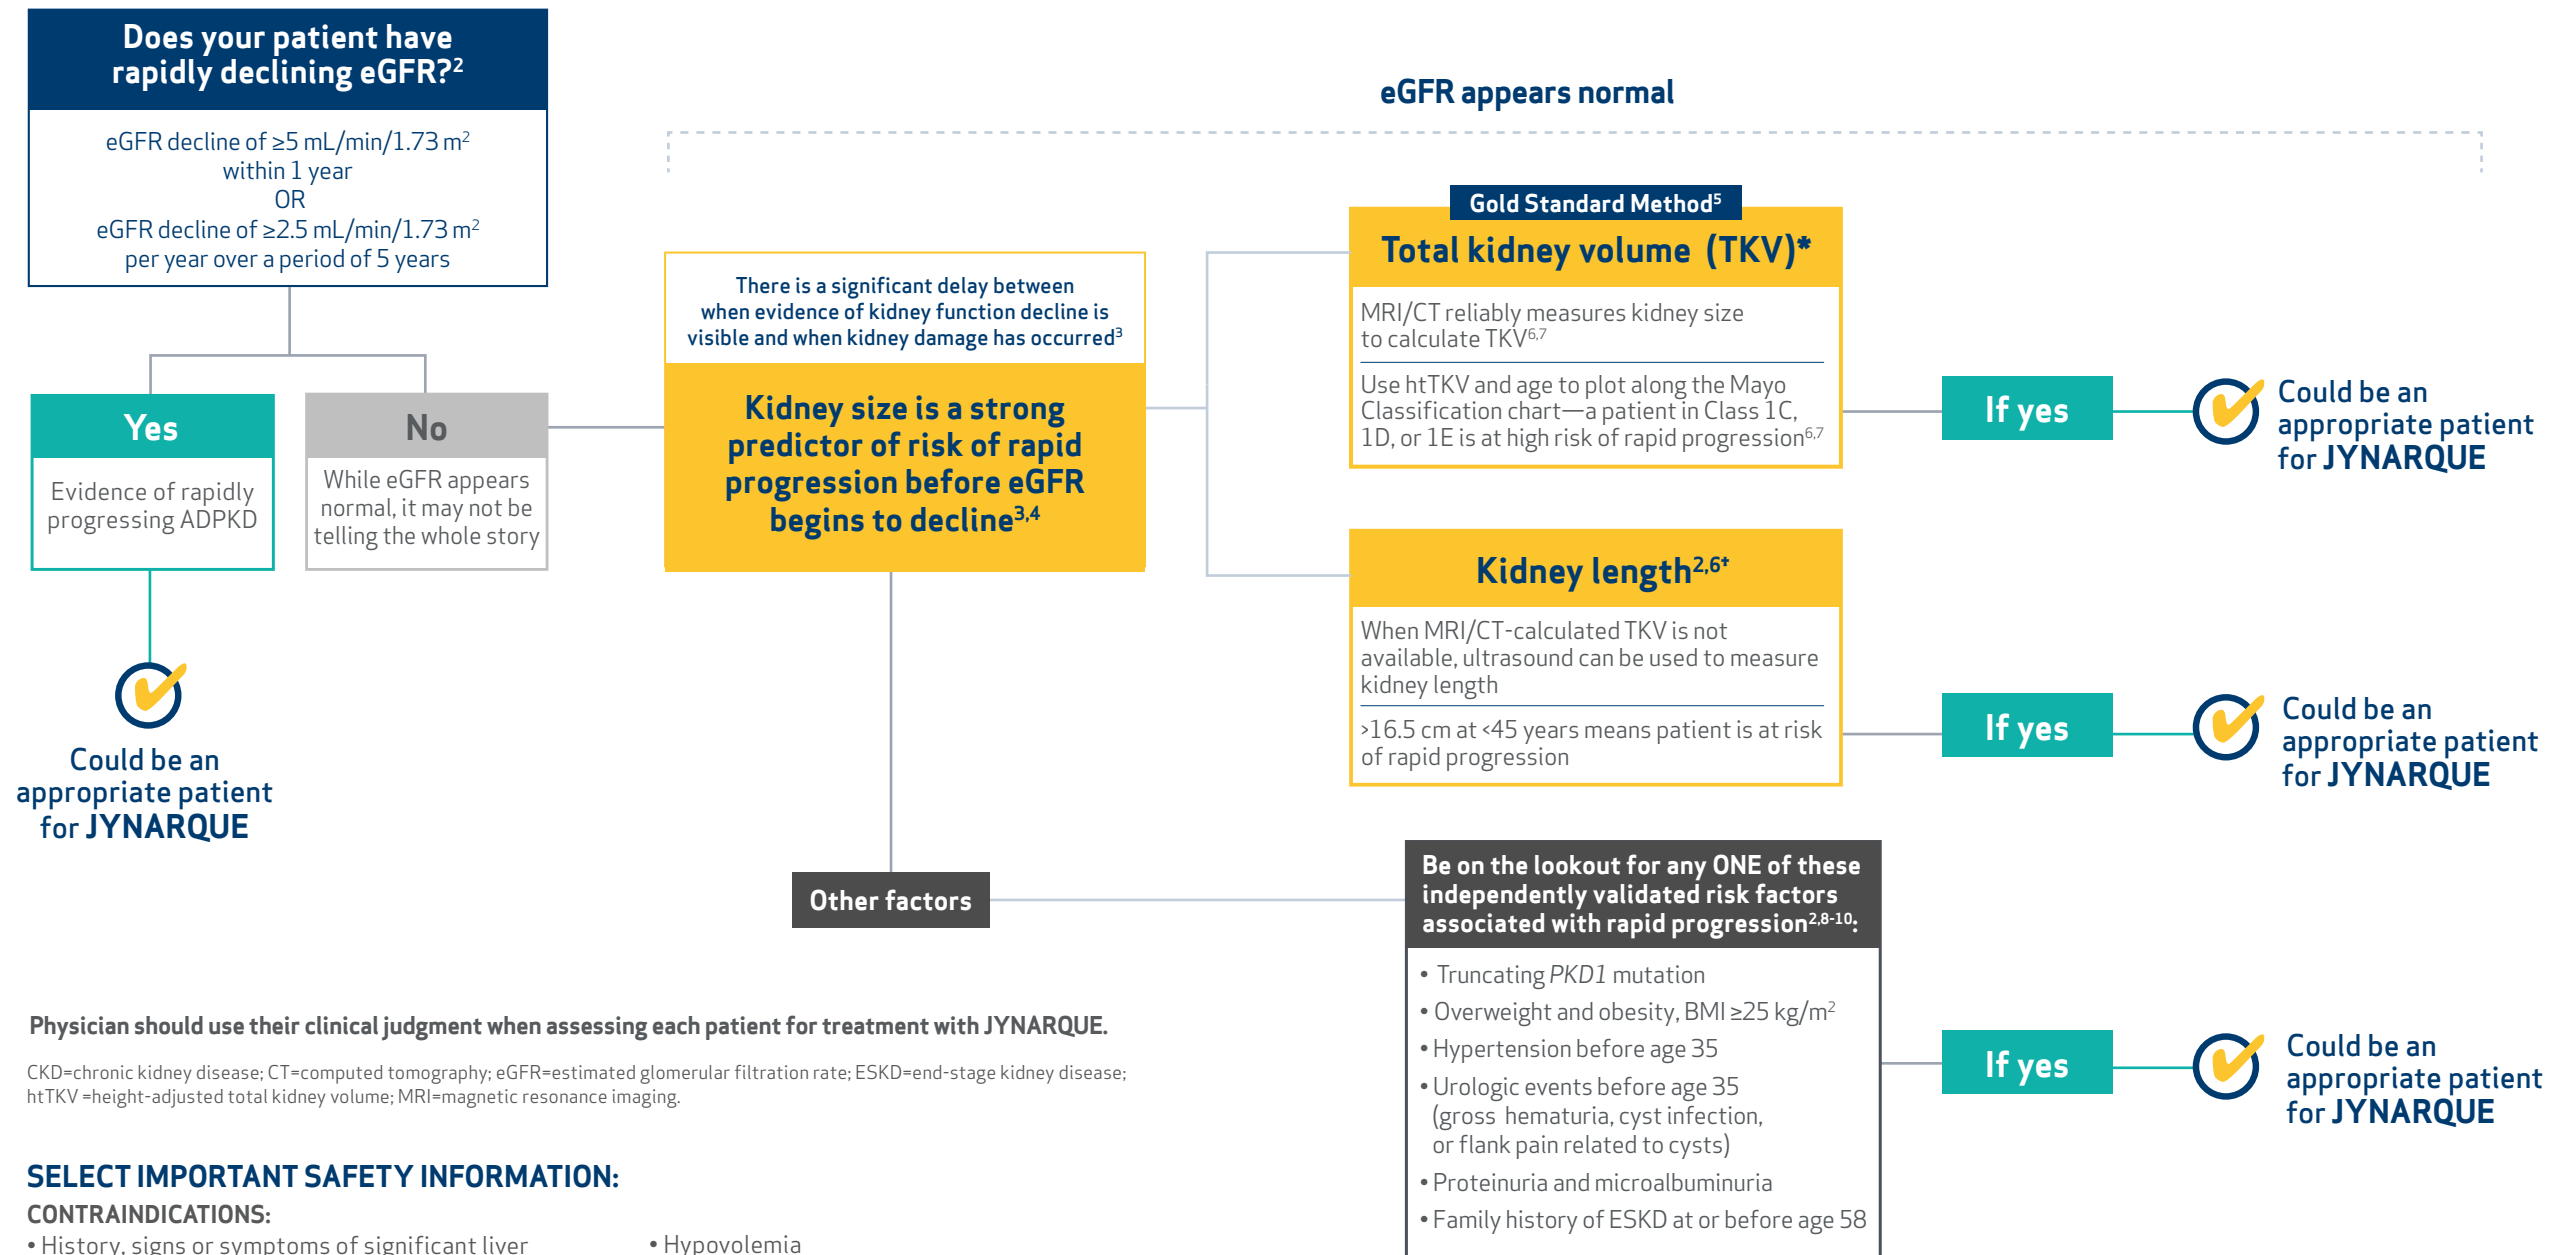 Does your patient have
rapidly declining eGFR?²
eGFR decline of ≥5 mL/min/1.73 m²
within 1 year
OR
eGFR decline of ≥2.5 mL/min/1.73 m²
per year over a period of 5 years
Yes
Evidence of rapidly
progressing ADPKD
Could be an
appropriate patient
for JYNARQUE
No
While eGFR appears
normal, it may not be
telling the whole story
eGFR appears normal
There is a significant delay between
when evidence of kidney function decline is
visible and when kidney damage has occurred³
Kidney size is a strong
predictor of risk of rapid
progression before eGFR
begins to decline³,⁴
Gold Standard Method⁵
Total kidney volume (TKV)*
MRI/CT reliably measures kidney size
to calculate TKV⁶,⁷
Use htTKV and age to plot along the Mayo
Classification chart—a patient in Class 1C,
1D, or 1E is at high risk of rapid progression⁶,⁷
If yes
Could be an
appropriate patient
for JYNARQUE
Kidney length²,⁶†
When MRI/CT-calculated TKV is not
available, ultrasound can be used to measure
kidney length
>16.5 cm at <45 years means patient is at risk
of rapid progression
If yes
Could be an
appropriate patient
for JYNARQUE
Other factors
Be on the lookout for any ONE of these
independently validated risk factors
associated with rapid progression²,⁸⁻¹⁰:
• Truncating PKD1 mutation
• Overweight and obesity, BMI ≥25 kg/m²
• Hypertension before age 35
• Urologic events before age 35
(gross hematuria, cyst infection,
or flank pain related to cysts)
• Proteinuria and microalbuminuria
• Family history of ESKD at or before age 58
If yes
Could be an
appropriate patient
for JYNARQUE
Physician should use their clinical judgment when assessing each patient for treatment with JYNARQUE.
CKD=chronic kidney disease; CT=computed tomography; eGFR=estimated glomerular filtration rate; ESKD=end-stage kidney disease;
htTKV =height-adjusted total kidney volume; MRI=magnetic resonance imaging.
SELECT IMPORTANT SAFETY INFORMATION:
CONTRAINDICATIONS:
• History, signs or symptoms of significant liver
• Hypovolemia